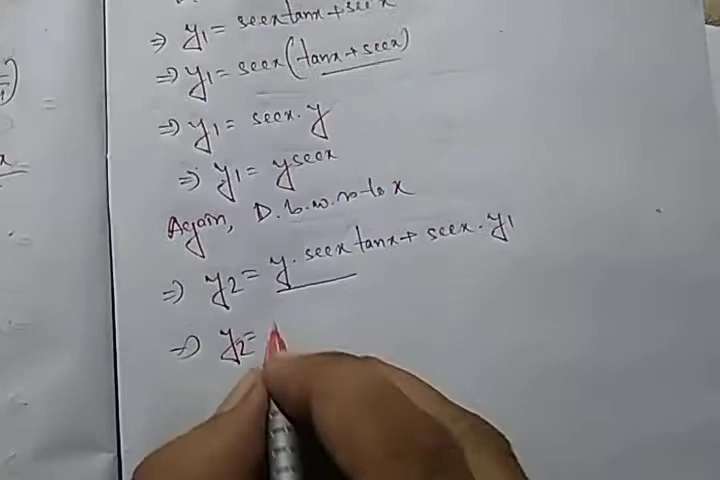 ⇒ y1 = secx tanx + sec²x
⇒ y1 = secx (tanx + secx)
⇒ y1 = secx . y
⇒ y1 = y secx
Again, D.b.w.r.to x
⇒ y2 = y. secx tanx + secx . y1
⇒ y2 =